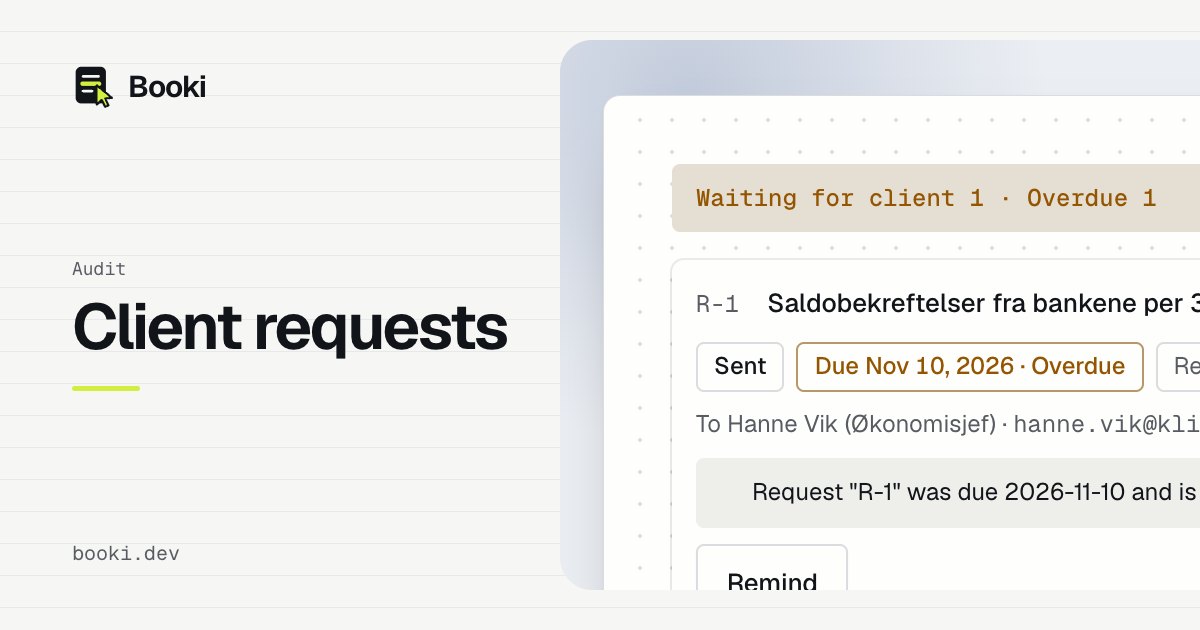 Booki
Audit
Client requests
booki.dev
Waiting for client 1 · Overdue 1
R-1 Saldobekreftelser fra bankene per
Sent
Due Nov 10, 2026 · Overdue
To Hanne Vik (Økonomisjef) · hanne.vik@kli
Request "R-1" was due 2026-11-10 and is
Remind